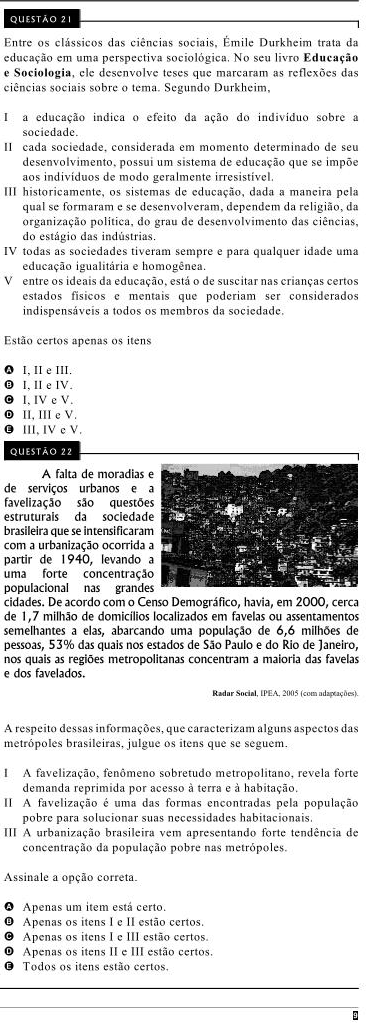 QUESTÃO 21
Entre os clássicos das ciências sociais, Émile Durkheim trata da
educação em uma perspectiva sociológica. No seu livro Educação
e Sociologia, ele desenvolve teses que marcaram as reflexões das
ciências sociais sobre o tema. Segundo Durkheim,
I a educação indica o efeito da ação do indivíduo sobre a
sociedade.
II cada sociedade, considerada em momento determinado de seu
desenvolvimento, possui um sistema de educação que se impõe
aos indivíduos de modo geralmente irresistível.
III historicamente, os sistemas de educação, dada a maneira pela
qual se formaram e se desenvolveram, dependem da religião, da
organização política, do grau de desenvolvimento das ciências,
do estágio das indústrias.
IV todas as sociedades tiveram sempre e para qualquer idade uma
educação igualitária e homogênea.
V entre os ideais da educação, está o de suscitar nas crianças certos
estados físicos e mentais que poderiam ser considerados
indispensáveis a todos os membros da sociedade.
Estão certos apenas os itens
A I, II e III.
B I, II e IV.
C I, IV e V.
D II, III e V.
E III, IV e V.
QUESTÃO 22
A falta de moradias e
de serviços urbanos e a
favelização são questões
estruturais da sociedade
brasileira que se intensificaram
com a urbanização ocorrida a
partir de 1940, levando a
uma forte concentração
populacional nas grandes
cidades. De acordo com o Censo Demográfico, havia, em 2000, cerca
de 1,7 milhão de domicílios localizados em favelas ou assentamentos
semelhantes a elas, abarcando uma população de 6,6 milhões de
pessoas, 53% das quais nos estados de São Paulo e do Rio de Janeiro,
nos quais as regiões metropolitanas concentram a maioria das favelas
e dos favelados.
Radar Social, IPEA, 2005 (com adaptações).
A respeito dessas informações, que caracterizam alguns aspectos das
metrópoles brasileiras, julgue os itens que se seguem.
I A favelização, fenômeno sobretudo metropolitano, revela forte
demanda reprimida por acesso à terra e à habitação.
II A favelização é uma das formas encontradas pela população
pobre para solucionar suas necessidades habitacionais.
III A urbanização brasileira vem apresentando forte tendência de
concentração da população pobre nas metrópoles.
Assinale a opção correta.
A Apenas um item está certo.
B Apenas os itens I e II estão certos.
C Apenas os itens I e III estão certos.
D Apenas os itens II e III estão certos.
E Todos os itens estão certos.
9